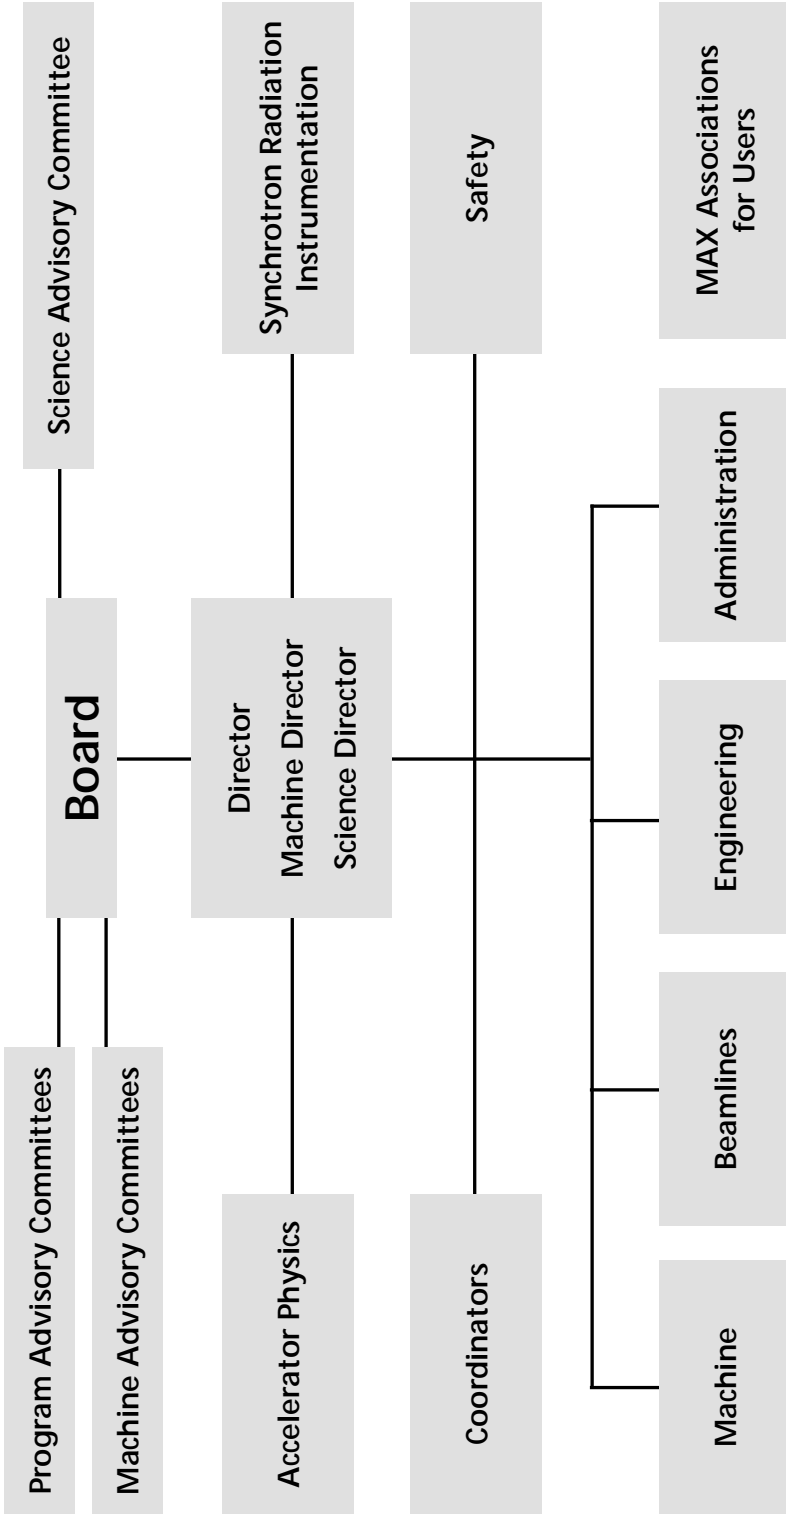 Program Advisory Committees
Machine Advisory Committees
Board
Science Advisory Committee
Accelerator Physics
Director
Machine Director
Science Director
Synchrotron Radiation
Instrumentation
Coordinators
Safety
Machine
Beamlines
Engineering
Administration
MAX Associations
for Users